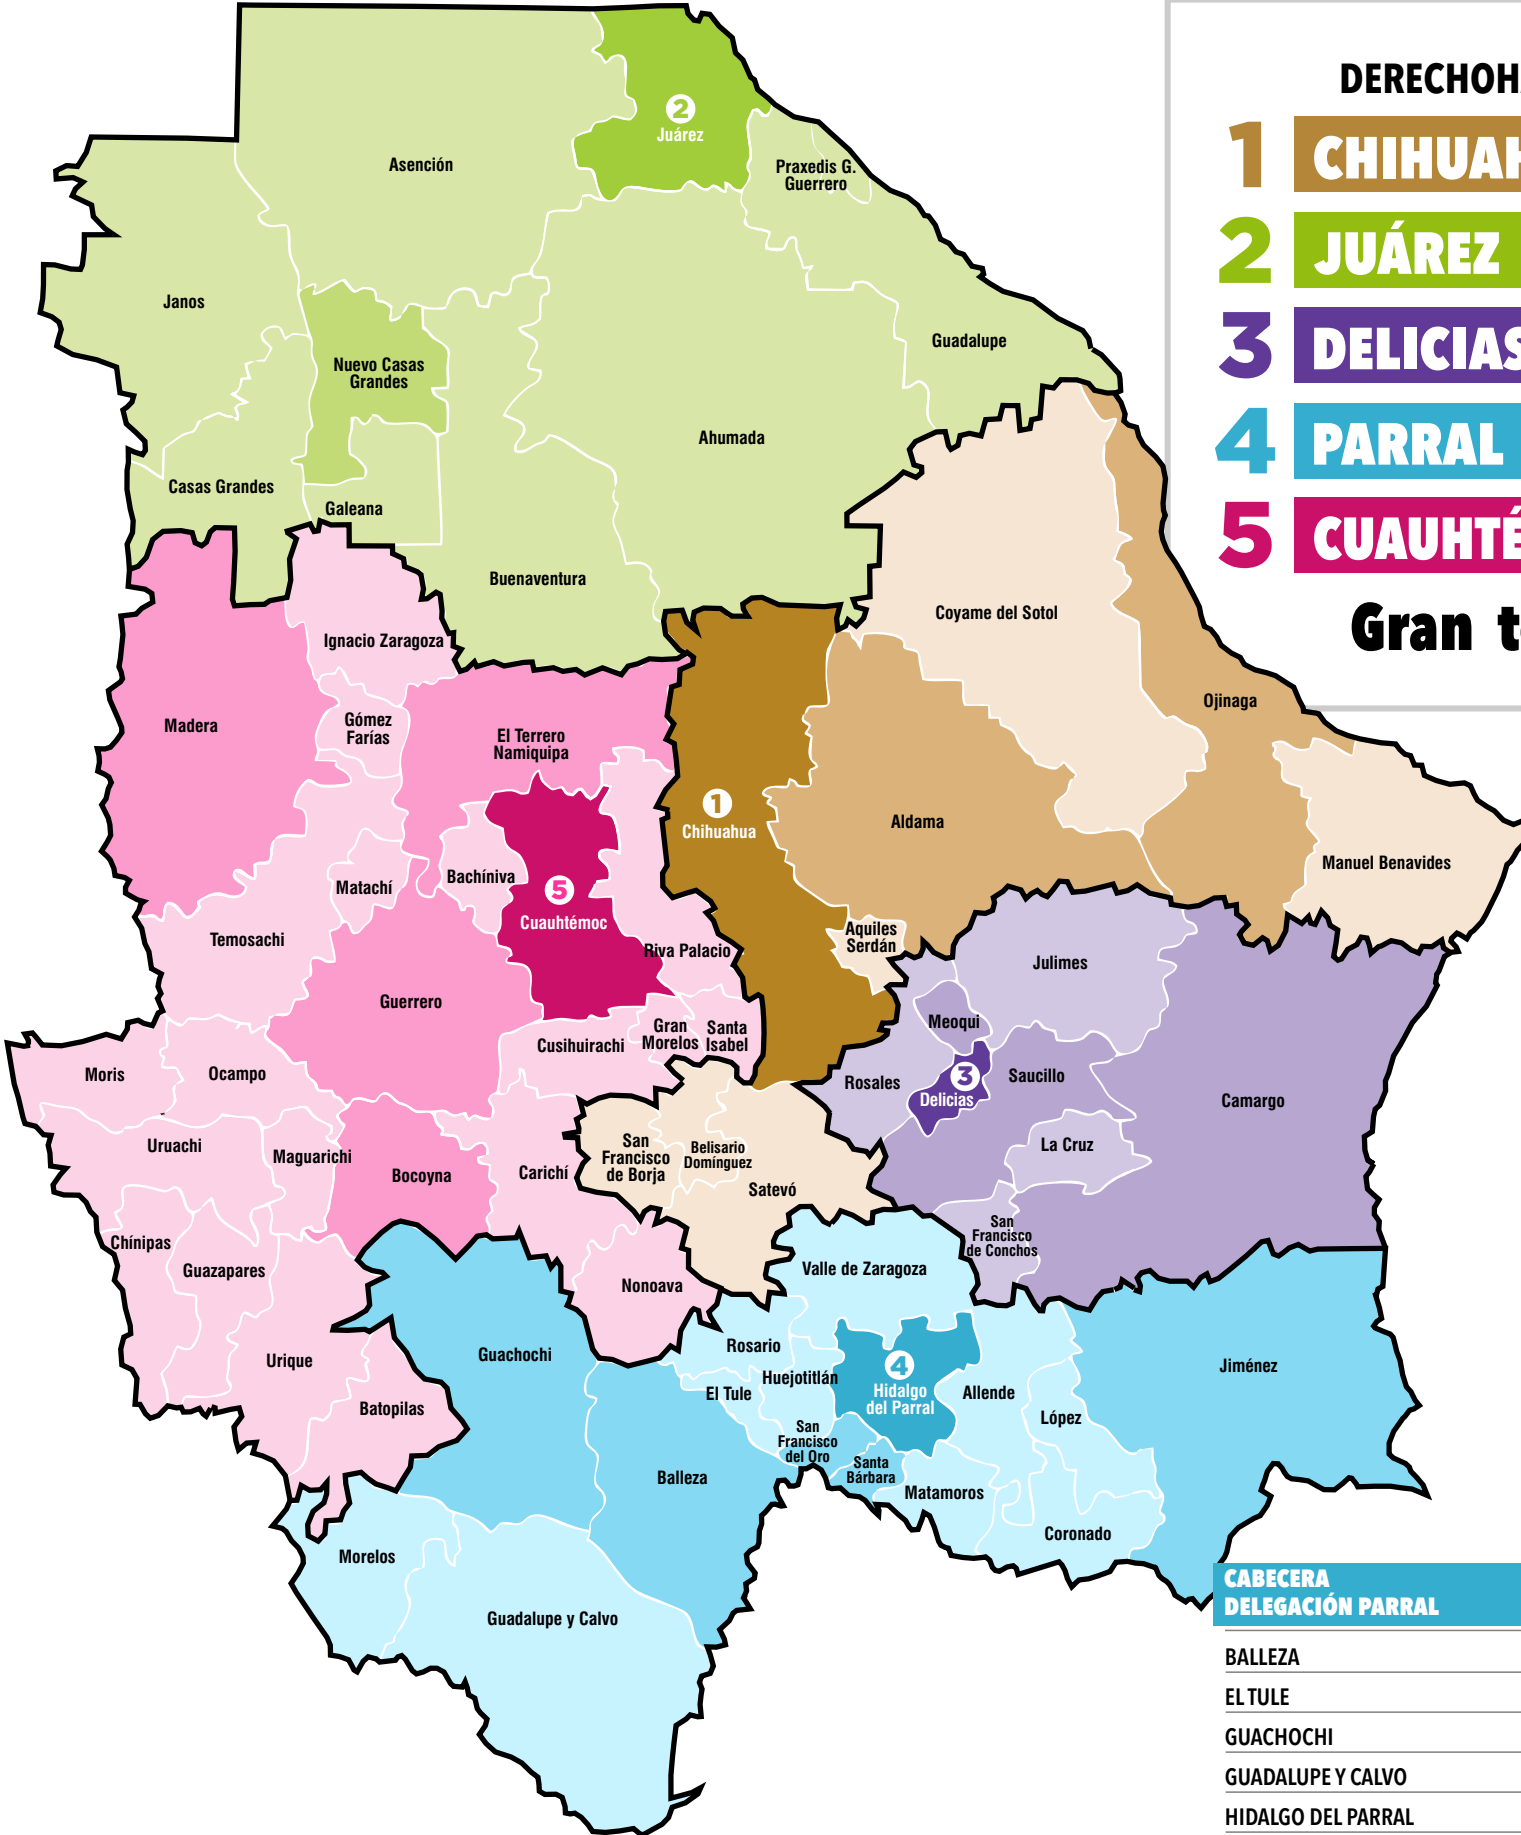 DERECHOH
1 CHIHUAH
2 JUÁREZ
3 DELICIAS
4 PARRAL
5 CUAUHTÉ
Gran t
2
Juárez
Asención
Praxedis G.
Guerrero
Janos
Guadalupe
Nuevo Casas
Grandes
Ahumada
Casas Grandes
Galeana
Buenaventura
Coyame del Sotol
Ignacio Zaragoza
Ojinaga
Madera
Gómez
Farías
El Terrero
Namiquipa
1
Chihuahua
Aldama
Manuel Benavides
Matachí
Bachíniva
5
Cuauhtémoc
Temosachi
Riva Palacio
Aquiles
Serdán
Julimes
Guerrero
Meoqui
Gran
Morelos
Santa
Isabel
Cusihuirachi
Moris
Ocampo
Rosales
3
Delicias
Saucillo
Camargo
Uruachi
Maguarichi
Bocoyna
Carichí
San
Francisco
de Borja
Belisario
Domínguez
Satevó
La Cruz
San
Francisco
de Conchos
Chínipas
Guazapares
Nonoava
Valle de Zaragoza
Urique
Guachochi
Rosario
Huejotitlán
4
Hidalgo
del Parral
Allende
Jiménez
El Tule
Batopilas
López
San
Francisco
del Oro
Santa
Bárbara
Balleza
Matamoros
Coronado
Morelos
Guadalupe y Calvo
CABECERA
DELEGACIÓN PARRAL
BALLEZA
EL TULE
GUACHOCHI
GUADALUPE Y CALVO
HIDALGO DEL PARRAL